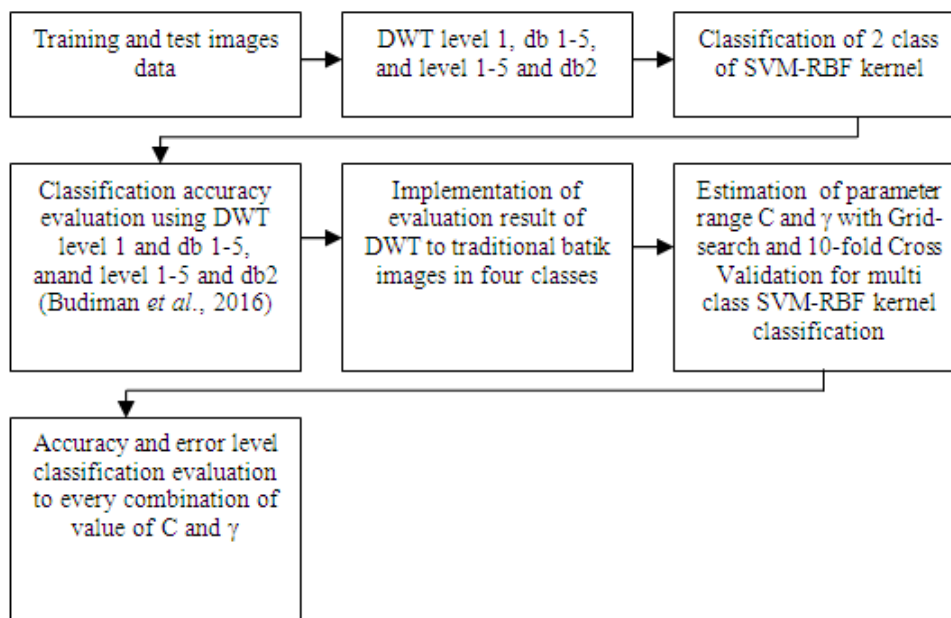 Training and test images
data
DWT level 1, db 1-5,
and level 1-5 and db2
Classification of 2 class
of SVM-RBF kernel
Classification accuracy
evaluation using DWT
level 1 and db 1-5,
anand level 1-5 and db2
(Budiman et al., 2016)
Implementation of
evaluation result of
DWT to traditional batik
images in four classes
Estimation of parameter
range C and γ with Grid-
search and 10-fold Cross
Validation for multi
class SVM-RBF kernel
classification
Accuracy and error level
classification evaluation
to every combination of
value of C and γ